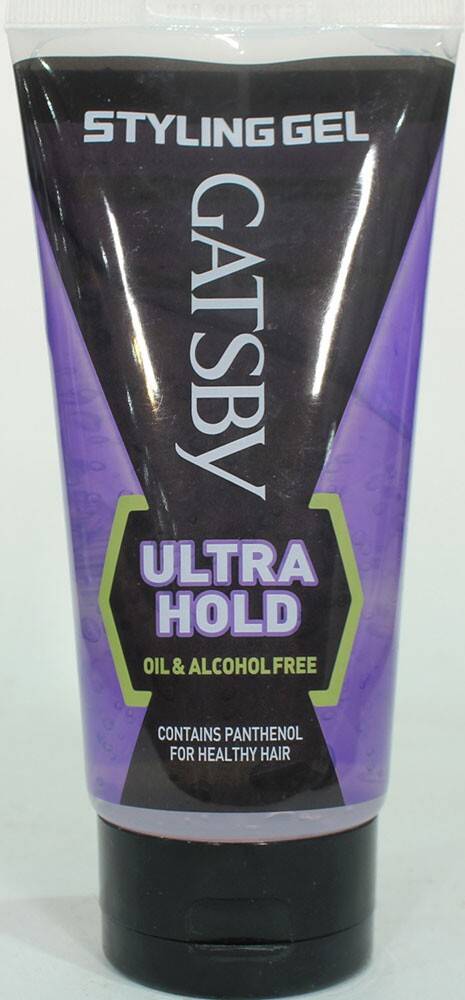 STYLING GEL
GATSBY
ULTRA
HOLD
OIL & ALCOHOL FREE
CONTAINS PANTHENOL
FOR HEALTHY HAIR